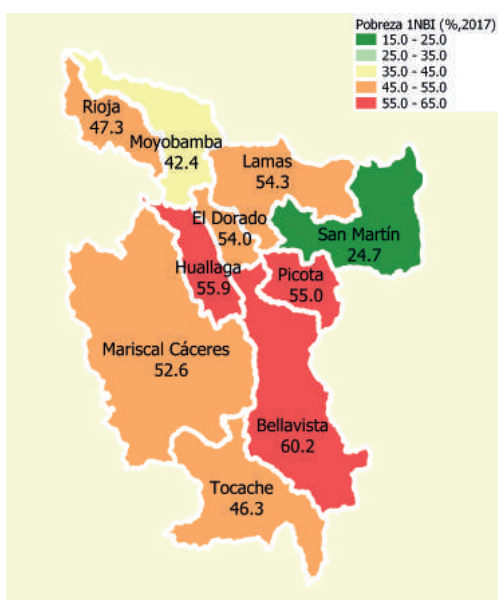 Pobreza 1NBI (%,2017)
15.0 - 25.0
25.0 - 35.0
35.0 - 45.0
45.0 - 55.0
55.0 - 65.0
Rioja
47.3
Moyobamba
42.4
Lamas
54.3
El Dorado
54.0
San Martín
24.7
Huallaga
55.9
Picota
55.0
Mariscal Cáceres
52.6
Bellavista
60.2
Tocache
46.3